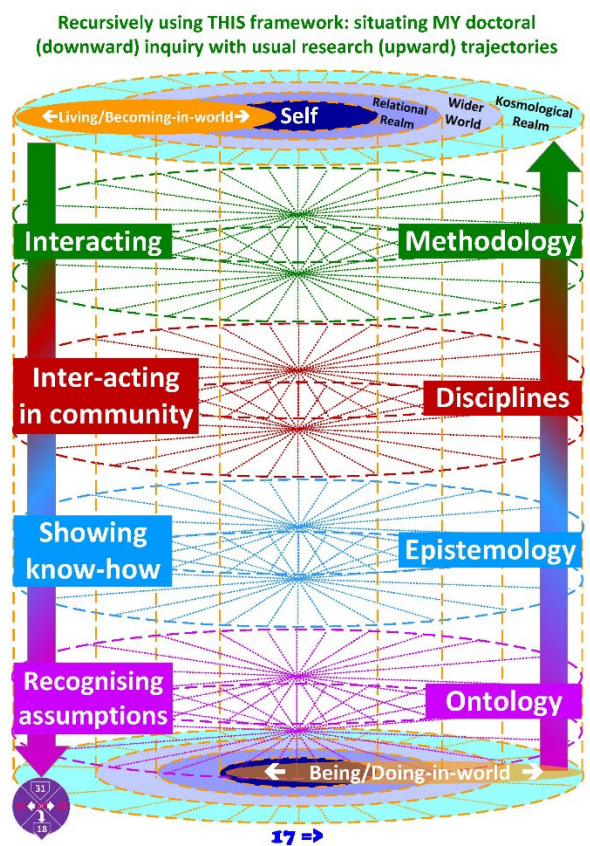 Recursively using THIS framework: situating MY doctoral
(downward) inquiry with usual research (upward) trajectories
Living/Becoming-in-world
Self
Relational
Realm
Wider
World
Kosmological
Realm
Interacting
Methodology
Inter-acting
in community
Disciplines
Showing
know-how
Epistemology
Recognising
assumptions
Ontology
Being/Doing-in-world
31
18
17 =>